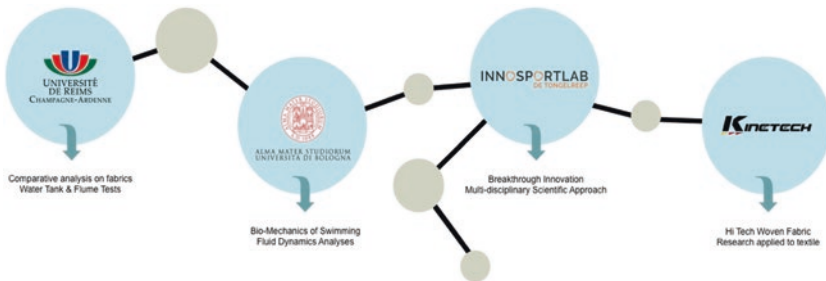 UNIVERSITÉ
DE REIMS
CHAMPAGNE-ARDENNE
Comparative analysis on fabrics
Water Tank & Flume Tests
ALMA MATER STUDIORUM
UNIVERSITÀ DI BOLOGNA
Bio-Mechanics of Swimming
Fluid Dynamics Analyses
INNOSPORTLAB
DE TONGELREEP
Breakthrough Innovation
Multi-disciplinary Scientific Approach
KINETECH
Hi Tech Woven Fabric
Research applied to textile